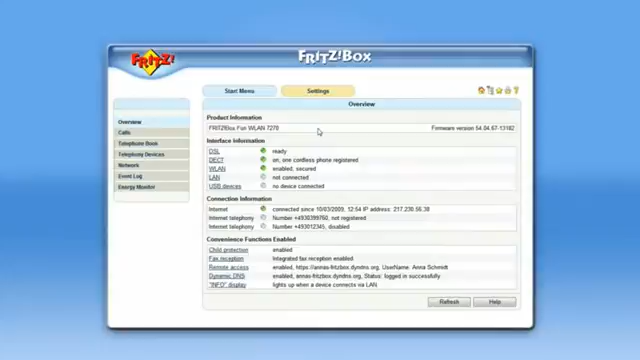 FRITZ!
FRITZ!BOX
Start Menu
Settings
Overview
Overview
Calls
Telephone Book
Telephony Devices
Network
Event Log
Energy Monitor
Product Information
FRITZ!Box Fon WLAN 7270
Firmware version 54.04.67-13182
Interface Information
DSL ready
DECT on, one cordless phone registered
WLAN enabled, secured
LAN not connected
USB devices no device connected
Connection Information
Internet connected since 10/03/2009, 12:54 IP address: 217.230.56.38
Internet telephony Number +4930399760, not registered
Internet telephony Number +493012345, disabled
Convenience Functions Enabled
Child protection enabled
Fax reception Integrated fax reception enabled
Remote access enabled, https://annas-fritzbox.dyndns.org, UserName: Anna Schmidt
Dynamic DNS enabled, annas-fritzbox.dyndns.org, Status: logged in successfully
"INFO" display lights up when a device connects via LAN
Refresh
Help